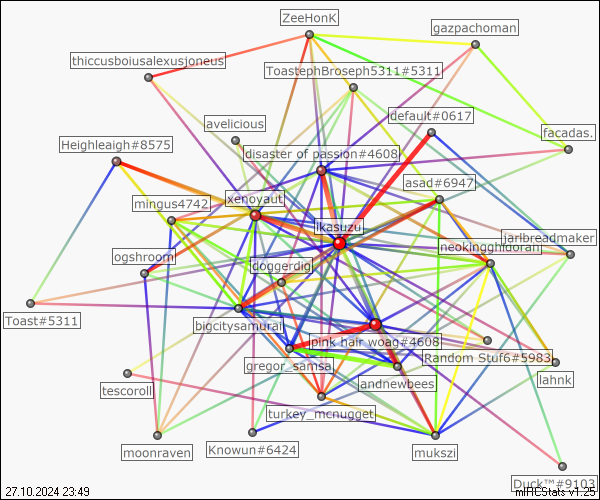 ZeeHonK
gazpachoman
thiccusboiusalexusjoneus
ToastephBroseph5311#5311
default#0617
avelicious
facadas.
Heighleaigh#8575
disaster of passion#4608
asad#6947
mingus4742
xenoyaut
ikasuzu
neokingghidorah
jarlbreadmaker
ogshroom
doggerdig
Toast#5311
bigcitysamurai
pink hair woag#4608
Random Stuf6#5983
gregor_samsa
andnewbees
lahnk
tescoroll
turkey_mcnugget
moonraven
Knowun#6424
mukszi
Duck™#9103
27.10.2024 23:49
mIRCStats v1.25